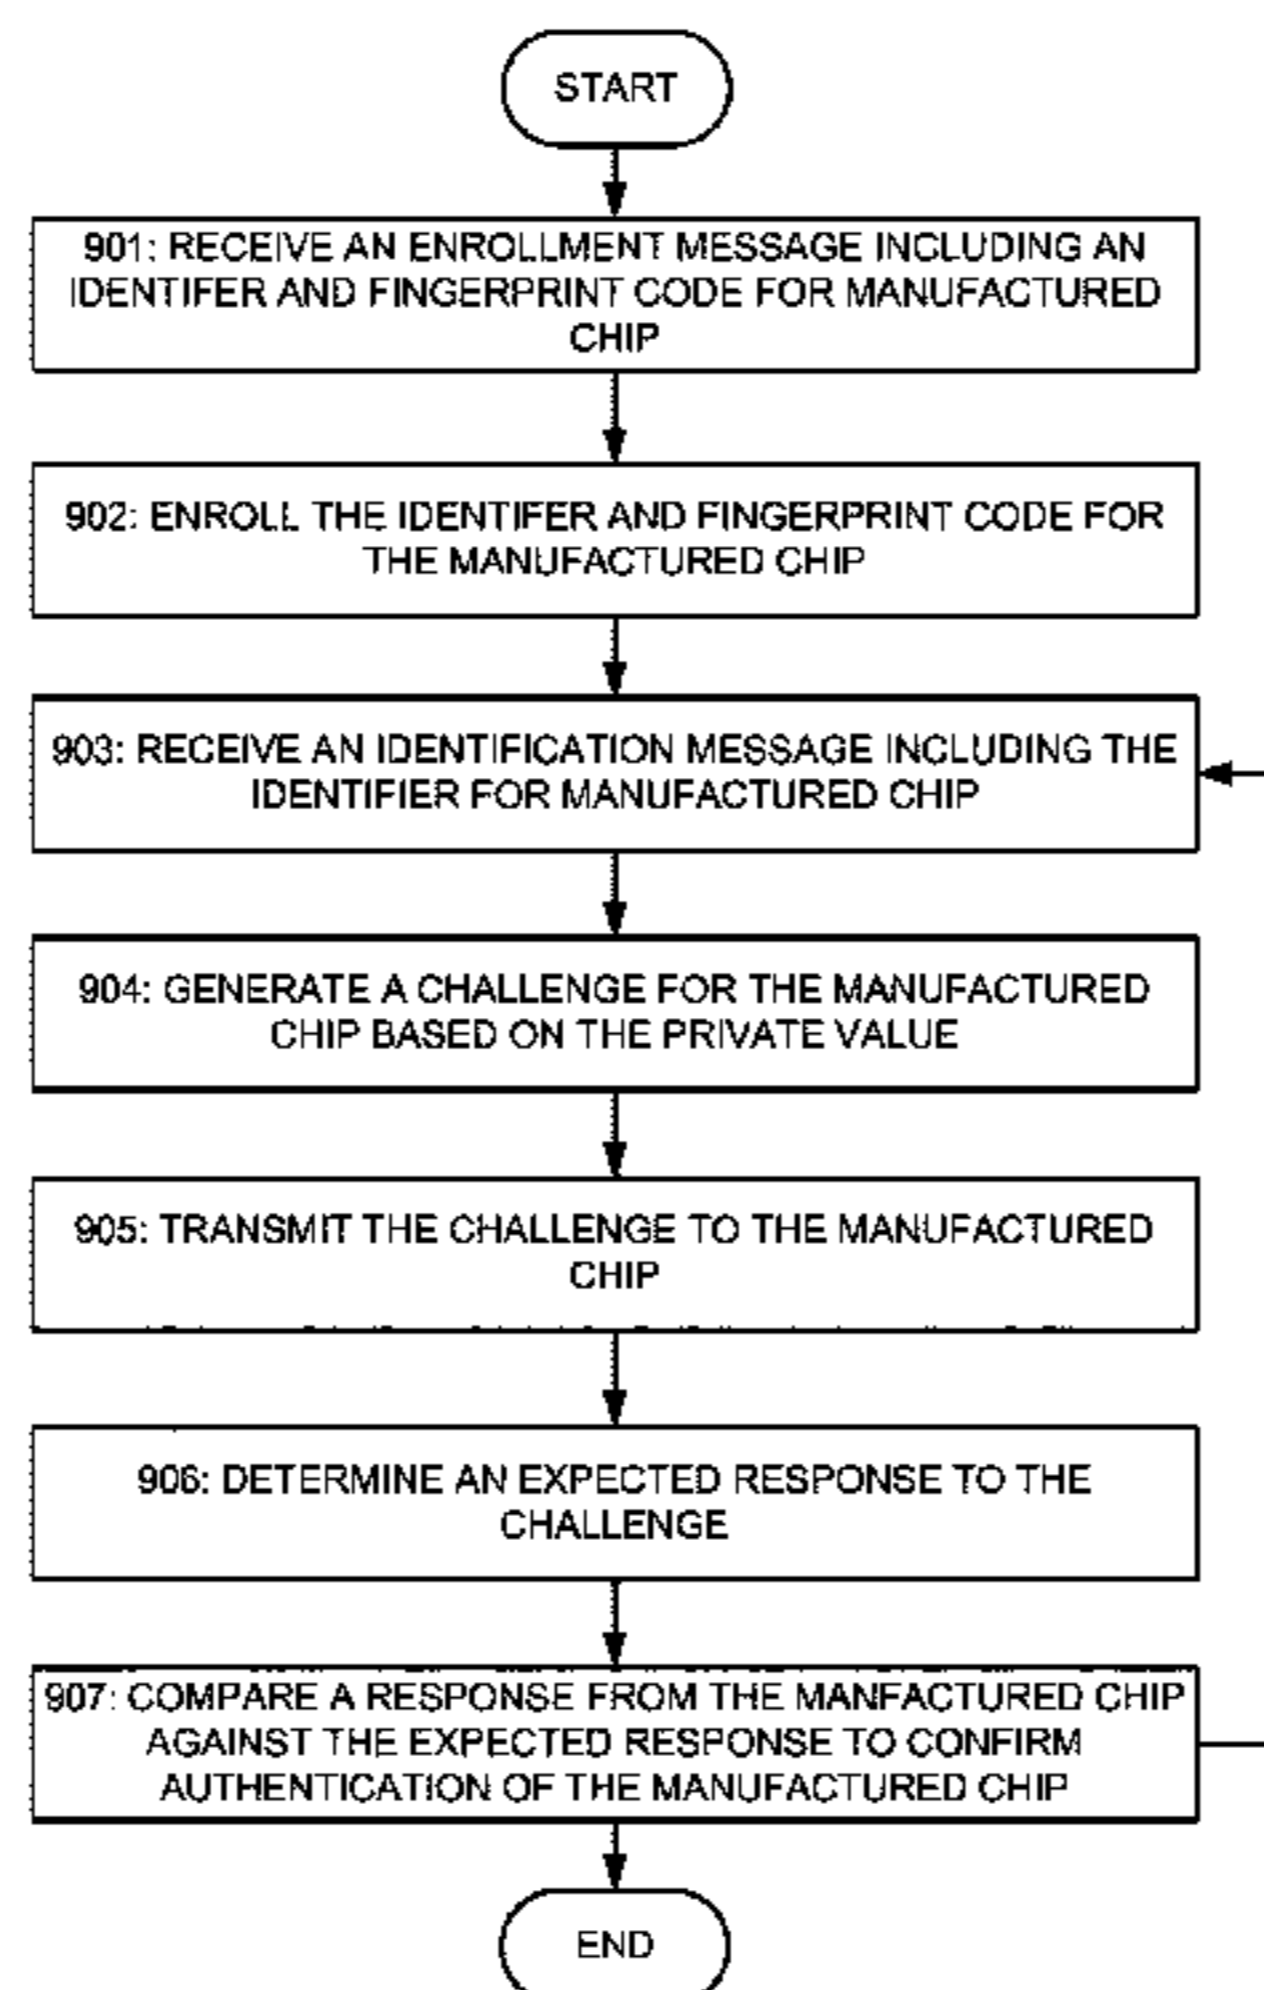 START
901: RECEIVE AN ENROLLMENT MESSAGE INCLUDING AN
IDENTIFER AND FINGERPRINT CODE FOR MANUFACTURED
CHIP
902: ENROLL THE IDENTIFER AND FINGERPRINT CODE FOR
THE MANUFACTURED CHIP
903: RECEIVE AN IDENTIFICATION MESSAGE INCLUDING THE
IDENTIFIER FOR MANUFACTURED CHIP
904: GENERATE A CHALLENGE FOR THE MANUFACTURED
CHIP BASED ON THE PRIVATE VALUE
905: TRANSMIT THE CHALLENGE TO THE MANUFACTURED
CHIP
906: DETERMINE AN EXPECTED RESPONSE TO THE
CHALLENGE
907: COMPARE A RESPONSE FROM THE MANFACTURED CHIP
AGAINST THE EXPECTED RESPONSE TO CONFIRM
AUTHENTICATION OF THE MANUFACTURED CHIP
END